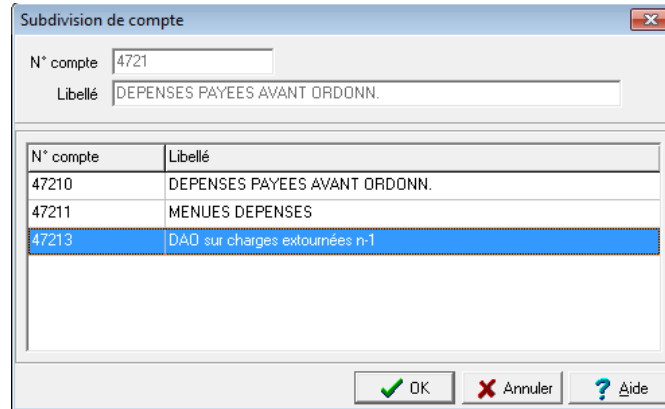 Subdivision de compte
N° compte 4721
Libellé DEPENSES PAYEES AVANT ORDONN.
N° compte Libellé
47210 DEPENSES PAYEES AVANT ORDONN.
47211 MENUES DEPENSES
47213 DAO sur charges extournées n-1
OK Annuler Aide